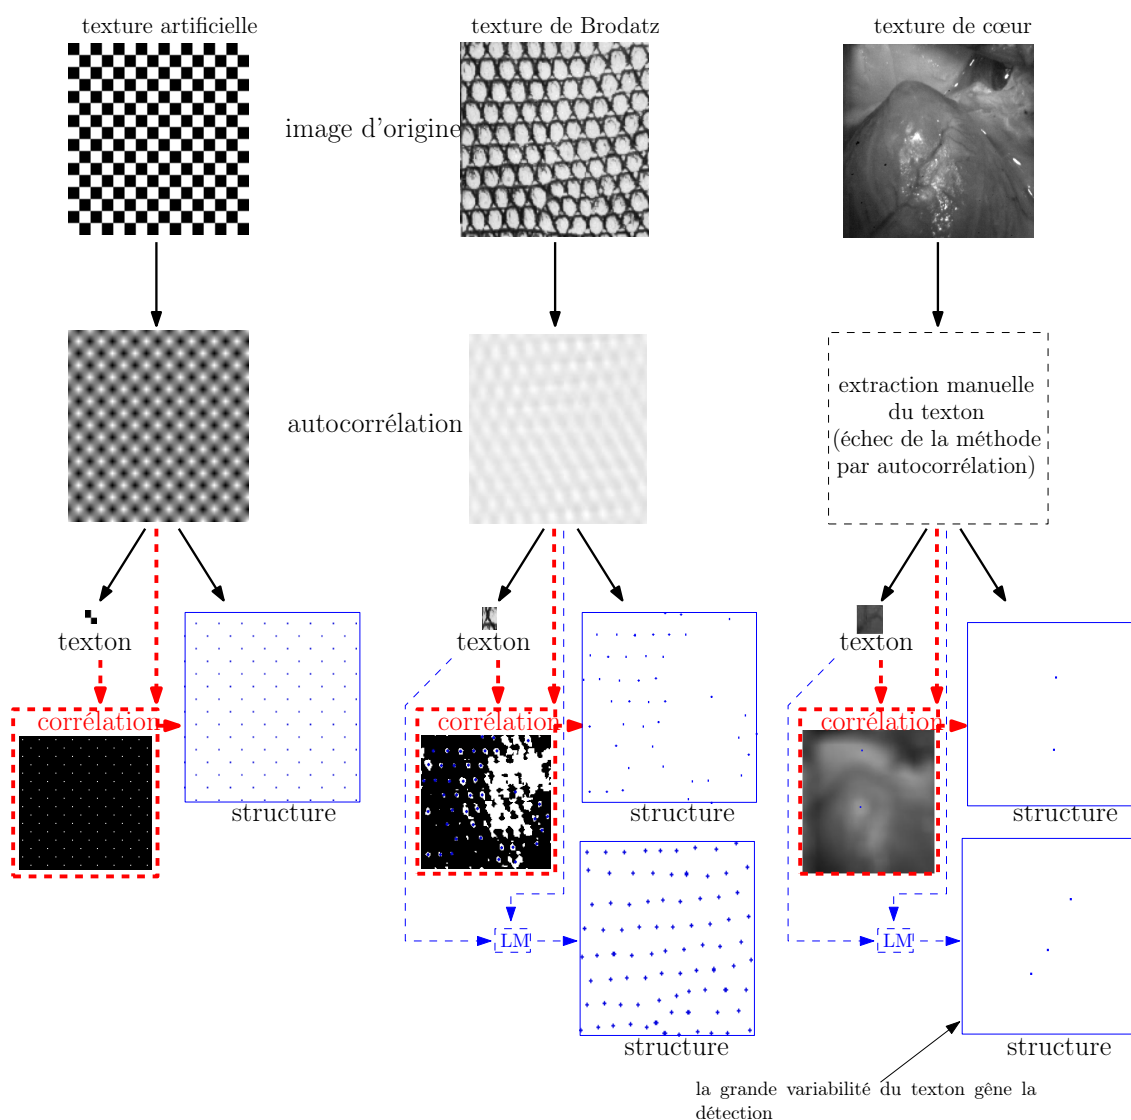 texture artificielle
texture de Brodatz
texture de cœur
image d'origine
autocorrélation
extraction manuelle
du texton
(échec de la méthode
par autocorrélation)
texton
texton
texton
corrélation
corrélation
corrélation
structure
structure
structure
LM
LM
structure
structure
la grande variabilité du texton gêne la
détection